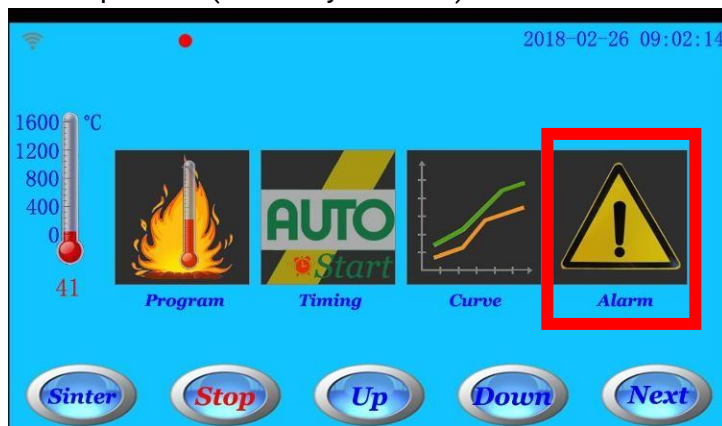 2018-02-26 09:02:14
1600 ℃
1200
800
400
0
41
AUTO
Start
Program
Timing
Curve
Alarm
Sinter
Stop
Up
Down
Next